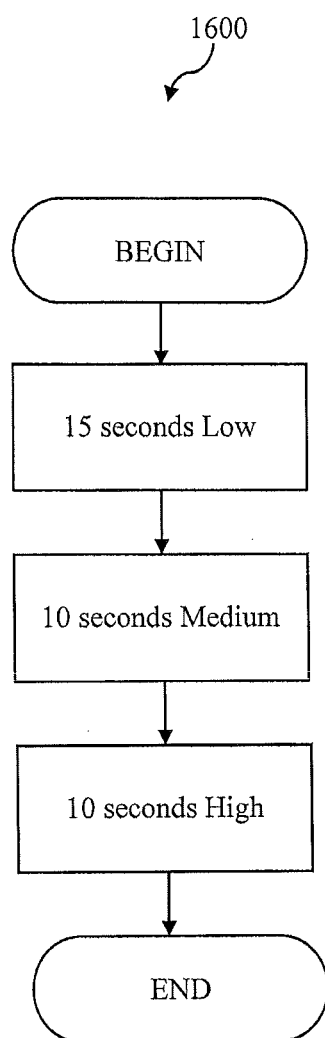 1600
BEGIN
15 seconds Low
10 seconds Medium
10 seconds High
END